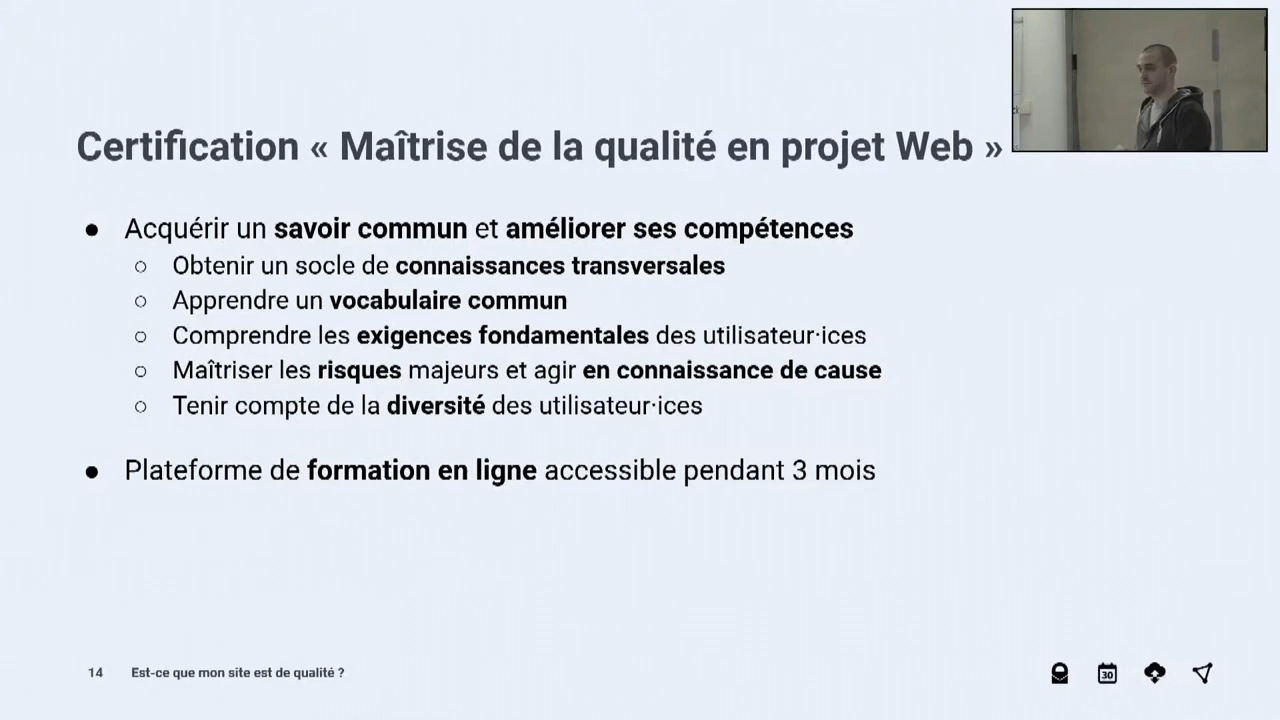 Certification « Maîtrise de la qualité en projet Web »
● Acquérir un savoir commun et améliorer ses compétences
○ Obtenir un socle de connaissances transversales
○ Apprendre un vocabulaire commun
○ Comprendre les exigences fondamentales des utilisateur·ices
○ Maîtriser les risques majeurs et agir en connaissance de cause
○ Tenir compte de la diversité des utilisateur·ices
● Plateforme de formation en ligne accessible pendant 3 mois
14 Est-ce que mon site est de qualité ?
30